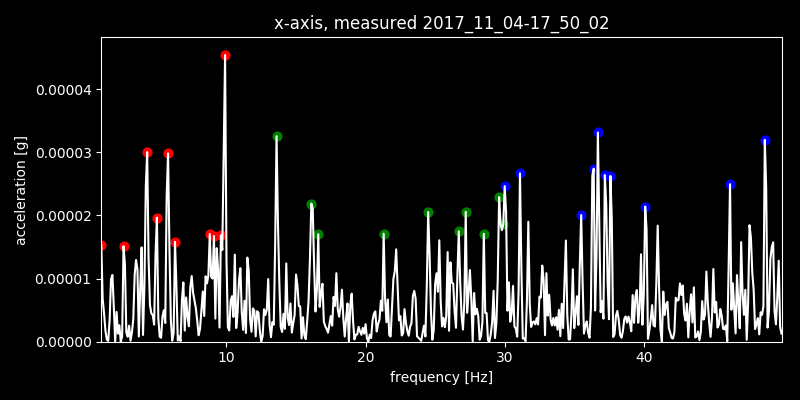 x-axis, measured 2017_11_04-17_50_02
0.00004
0.00003
0.00002
0.00001
0.00000
acceleration [g]
10 20 30 40
frequency [Hz]